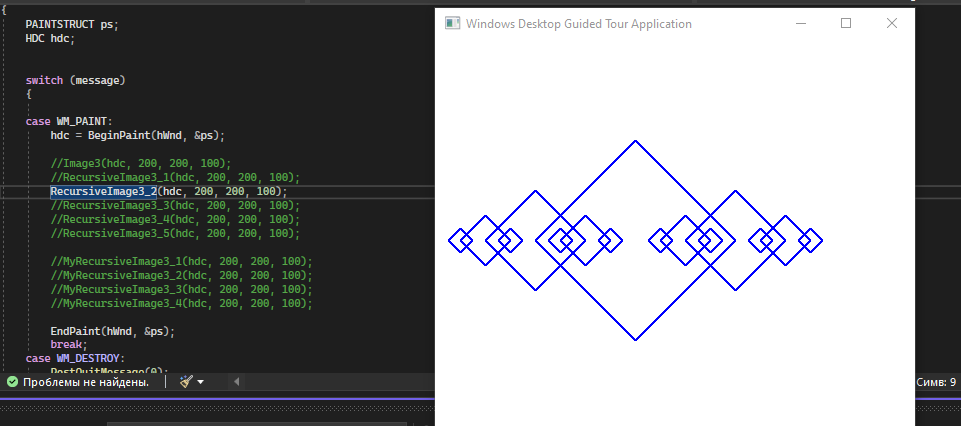 {
PAINTSTRUCT ps;
HDC hdc;
switch (message)
{
case WM_PAINT:
hdc = BeginPaint(hWnd, &ps);
//Image3(hdc, 200, 200, 100);
//RecursiveImage3_1(hdc, 200, 200, 100);
RecursiveImage3_2(hdc, 200, 200, 100);
//RecursiveImage3_3(hdc, 200, 200, 100);
//RecursiveImage3_4(hdc, 200, 200, 100);
//RecursiveImage3_5(hdc, 200, 200, 100);
//MyRecursiveImage3_1(hdc, 200, 200, 100);
//MyRecursiveImage3_2(hdc, 200, 200, 100);
//MyRecursiveImage3_3(hdc, 200, 200, 100);
//MyRecursiveImage3_4(hdc, 200, 200, 100);
EndPaint(hWnd, &ps);
break;
case WM_DESTROY:
PostQuitMessage(0);
Проблемы не найдены.
Симв: 9
Windows Desktop Guided Tour Application